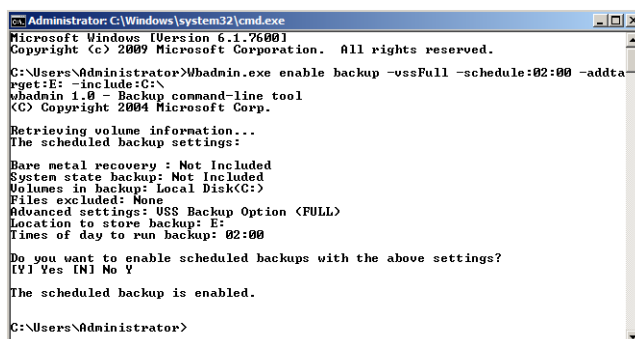 Administrator: C:\Windows\system32\cmd.exe
Microsoft Windows [Version 6.1.7600]
Copyright (c) 2009 Microsoft Corporation.  All rights reserved.
C:\Users\Administrator>Wbadmin.exe enable backup -vssFull -schedule:02:00 -addta
rget:E: -include:C:\
wbadmin 1.0 - Backup command-line tool
(C) Copyright 2004 Microsoft Corp.
Retrieving volume information...
The scheduled backup settings:
Bare metal recovery : Not Included
System state backup: Not Included
Volumes in backup: Local Disk(C:)
Files excluded: None
Advanced settings: VSS Backup Option (FULL)
Location to store backup: E:
Times of day to run backup: 02:00
Do you want to enable scheduled backups with the above settings?
[Y] Yes [N] No Y
The scheduled backup is enabled.
C:\Users\Administrator>